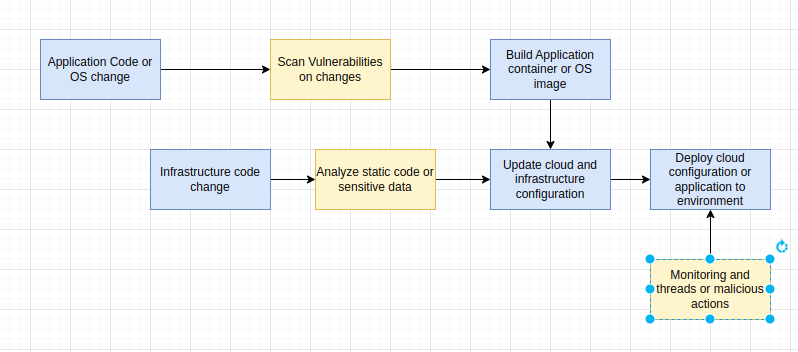 Application Code or
OS change
Scan Vulnerabilities
on changes
Build Application
container or OS
image
Infrastructure code
change
Analyze static code or
sensitive data
Update cloud and
infrastructure
configuration
Deploy cloud
configuration or
application to
environment
Monitoring and
threads or malicious
actions